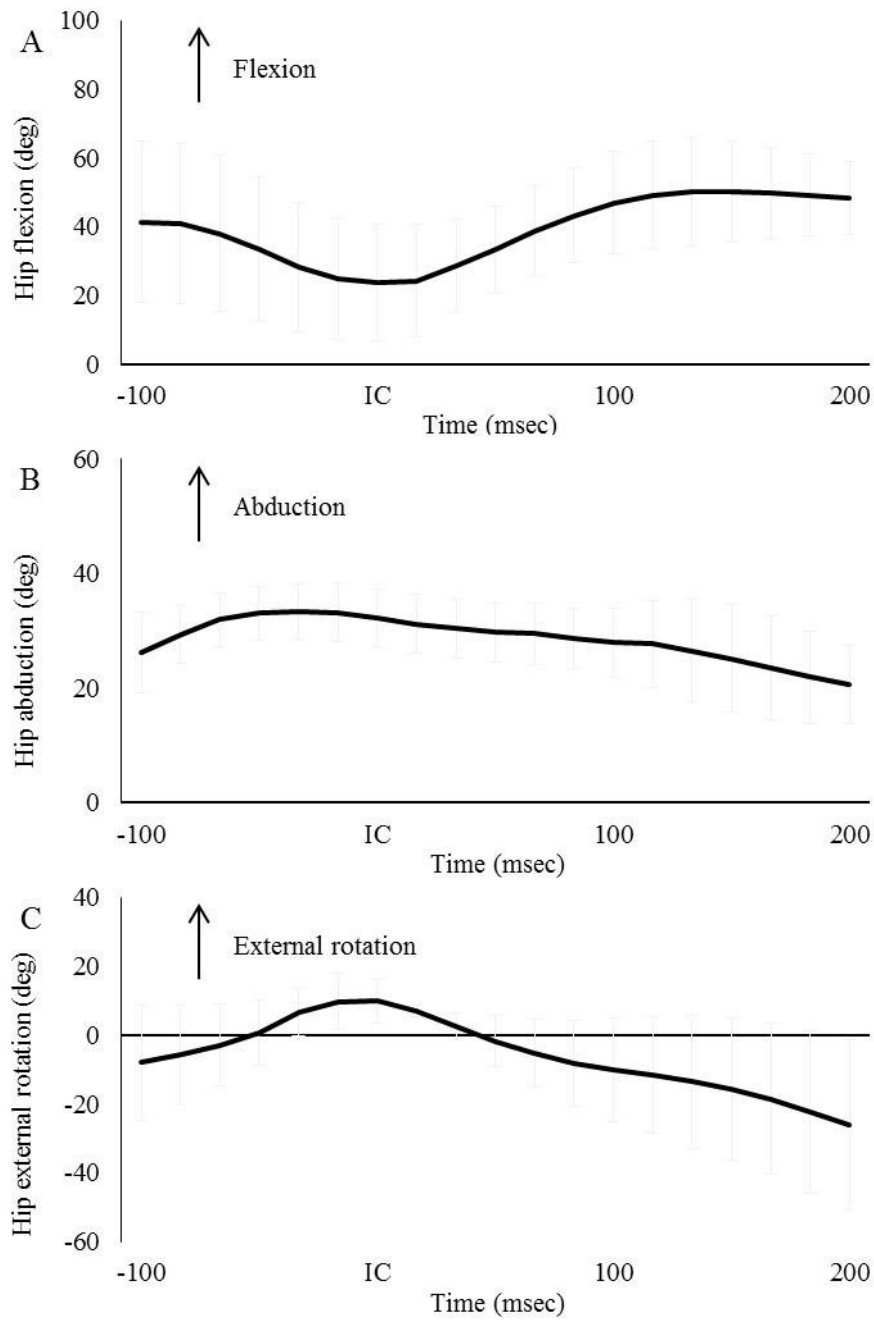 A
100
80
60
40
20
0
Hip flexion (deg)
Flexion
-100 IC 100 200
Time (msec)
B
60
40
20
0
Hip abduction (deg)
Abduction
-100 IC 100 200
Time (msec)
C
40
20
0
-20
-40
-60
Hip external rotation (deg)
External rotation
-100 IC 100 200
Time (msec)